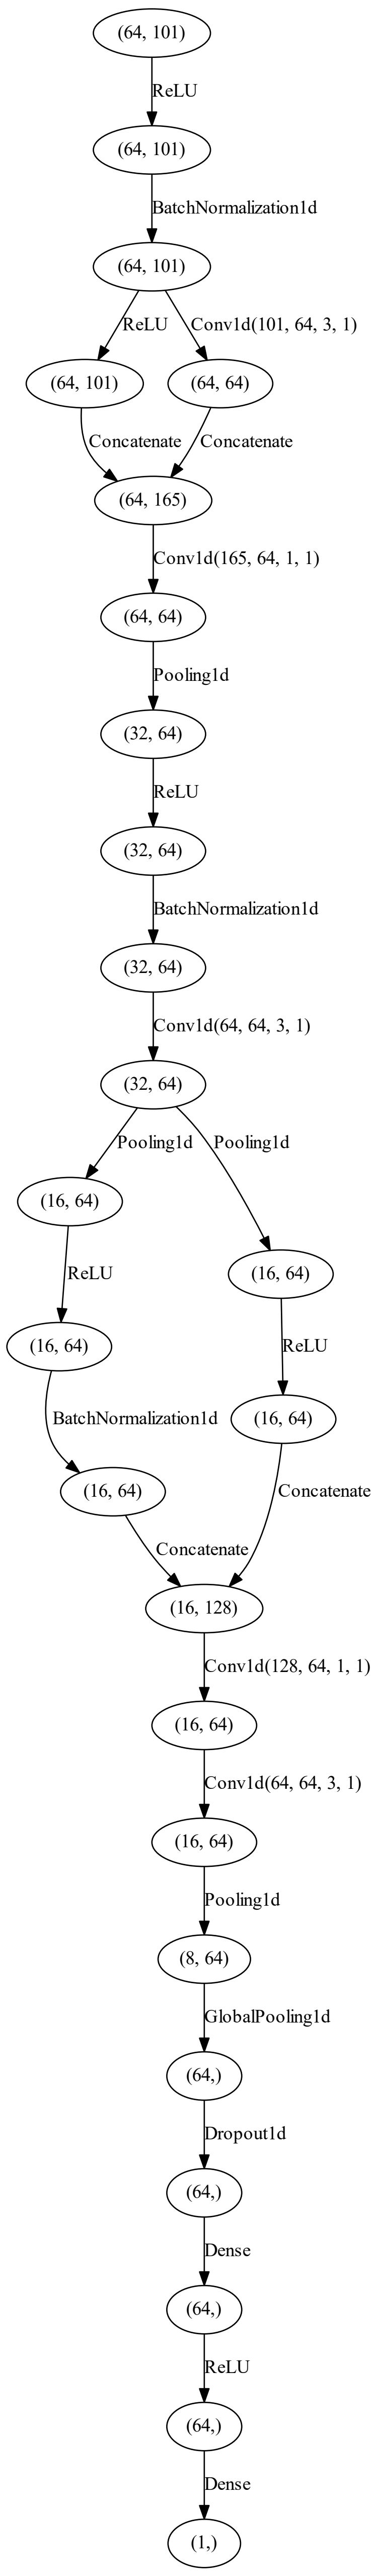 (64, 101)
ReLU
(64, 101)
BatchNormalization1d
(64, 101)
ReLU
Conv1d(101, 64, 3, 1)
(64, 101)
(64, 64)
Concatenate
Concatenate
(64, 165)
Conv1d(165, 64, 1, 1)
(64, 64)
Pooling1d
(32, 64)
ReLU
(32, 64)
BatchNormalization1d
(32, 64)
Conv1d(64, 64, 3, 1)
(32, 64)
Pooling1d
Pooling1d
(16, 64)
(16, 64)
ReLU
ReLU
(16, 64)
(16, 64)
BatchNormalization1d
(16, 64)
Concatenate
Concatenate
(16, 128)
Conv1d(128, 64, 1, 1)
(16, 64)
Conv1d(64, 64, 3, 1)
(16, 64)
Pooling1d
(8, 64)
GlobalPooling1d
(64,)
Dropout1d
(64,)
Dense
(64,)
ReLU
(64,)
Dense
(1,)